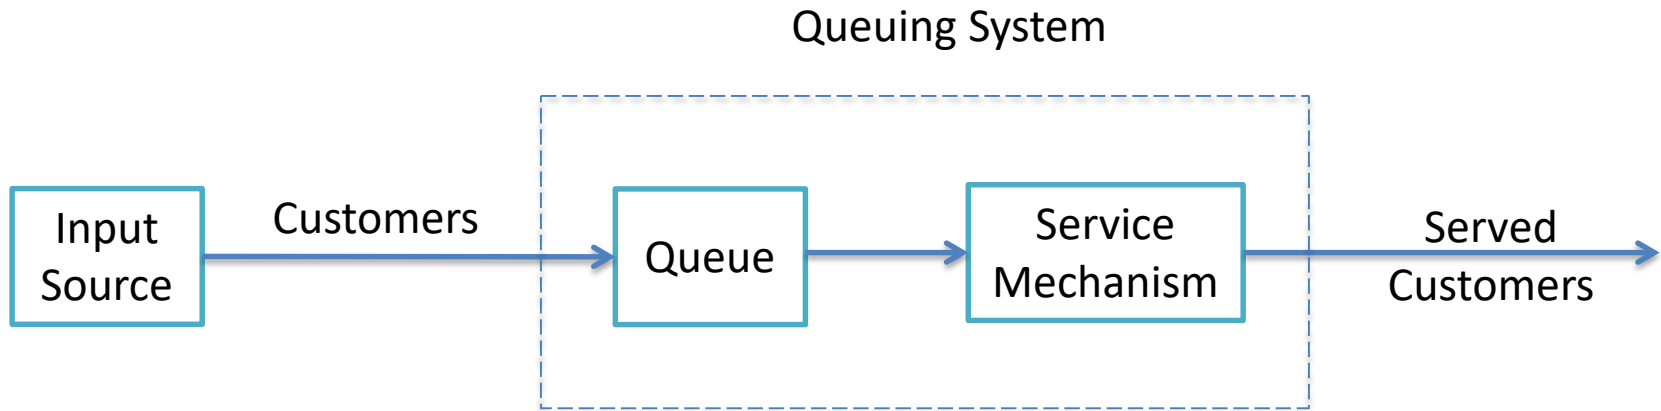 Queuing System
Input
Source
Customers
Queue
Service
Mechanism
Served
Customers